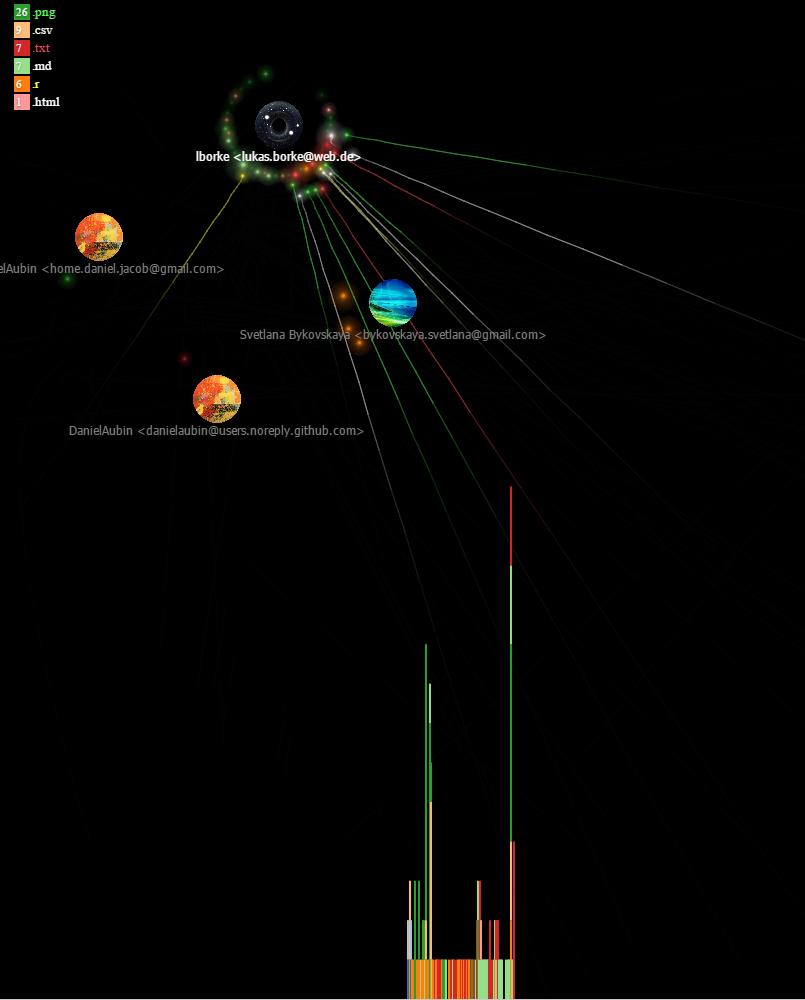 26 .png
9 .csv
7 .txt
7 .md
6 .r
1 .html
lborke <lukas.borke@web.de>
elAubin <home.daniel.jacob@gmail.com>
Svetlana Bykovskaya <bykovskaya.svetlana@gmail.com>
DanielAubin <danielaubin@users.noreply.github.com>